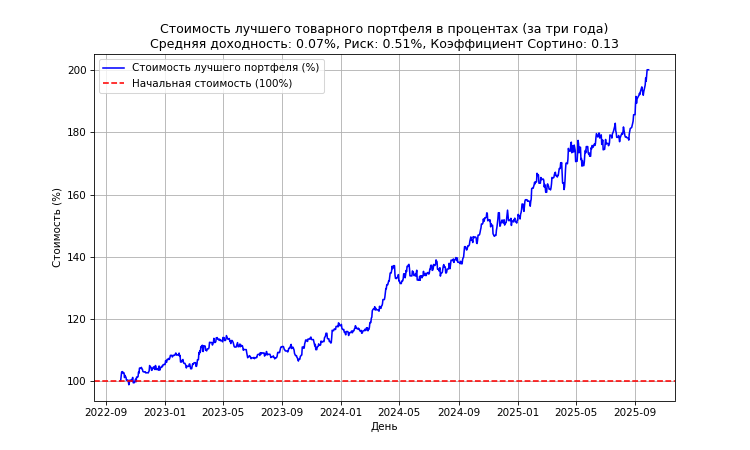 Стоимость лучшего товарного портфеля в процентах (за три года)
Средняя доходность: 0.07%, Риск: 0.51%, Коэффициент Сортино: 0.13
Стоимость лучшего портфеля (%)
Начальная стоимость (100%)
Стоимость (%)
200
180
160
140
120
100
2022-09 2023-01 2023-05 2023-09 2024-01 2024-05 2024-09 2025-01 2025-05 2025-09
День